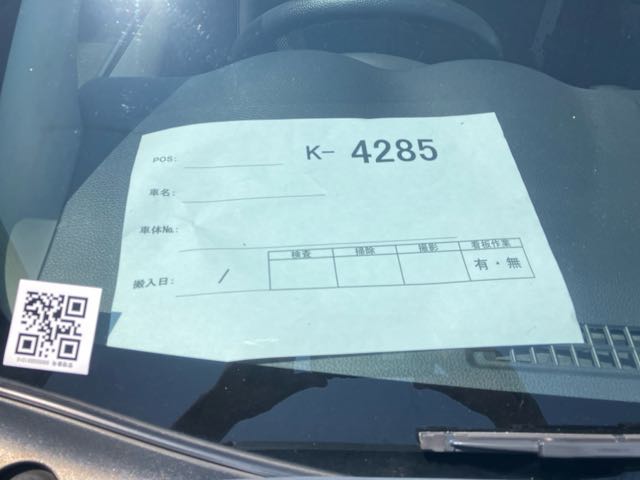 POS:
K- 4285
車名:
車体No.:
搬入日: /
検査 掃除 撮影 看板作業
有・無